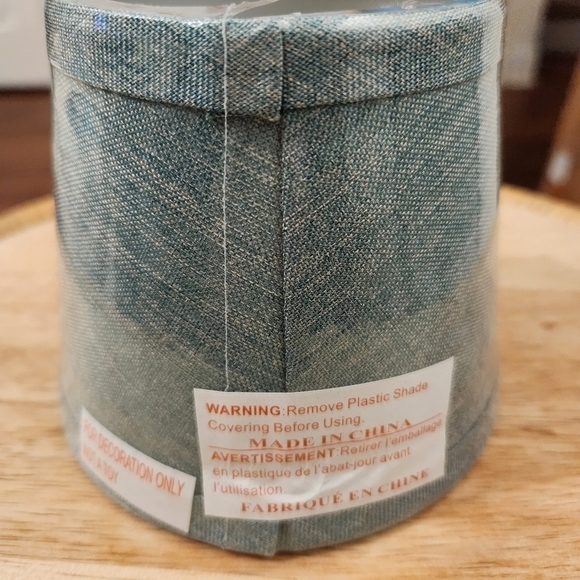 WARNING:Remove Plastic Shade
Covering Before Using.
MADE IN CHINA
AVERTISSEMENT:Retirer l'emballage
en plastique de l'abat-jour avant
l'utilisation.
FABRIQUÉ EN CHINE
FOR DECORATION ONLY
NOT A TOY